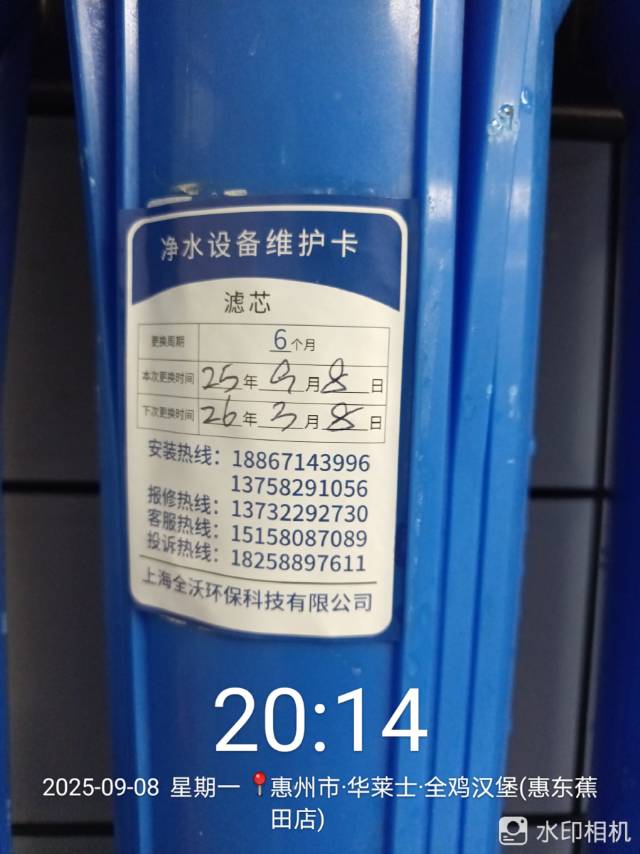 净水设备维护卡
滤芯
更换周期 6个月
本次更换时间 25年9月8日
下次更换时间 26年3月8日
安装热线：18867143996
13758291056
报修热线：13732292730
客服热线：15158087089
投诉热线：18258897611
上海全沃环保科技有限公司
20:14
2025-09-08 星期一 惠州市·华莱士·全鸡汉堡(惠东蕉
田店)
水印相机